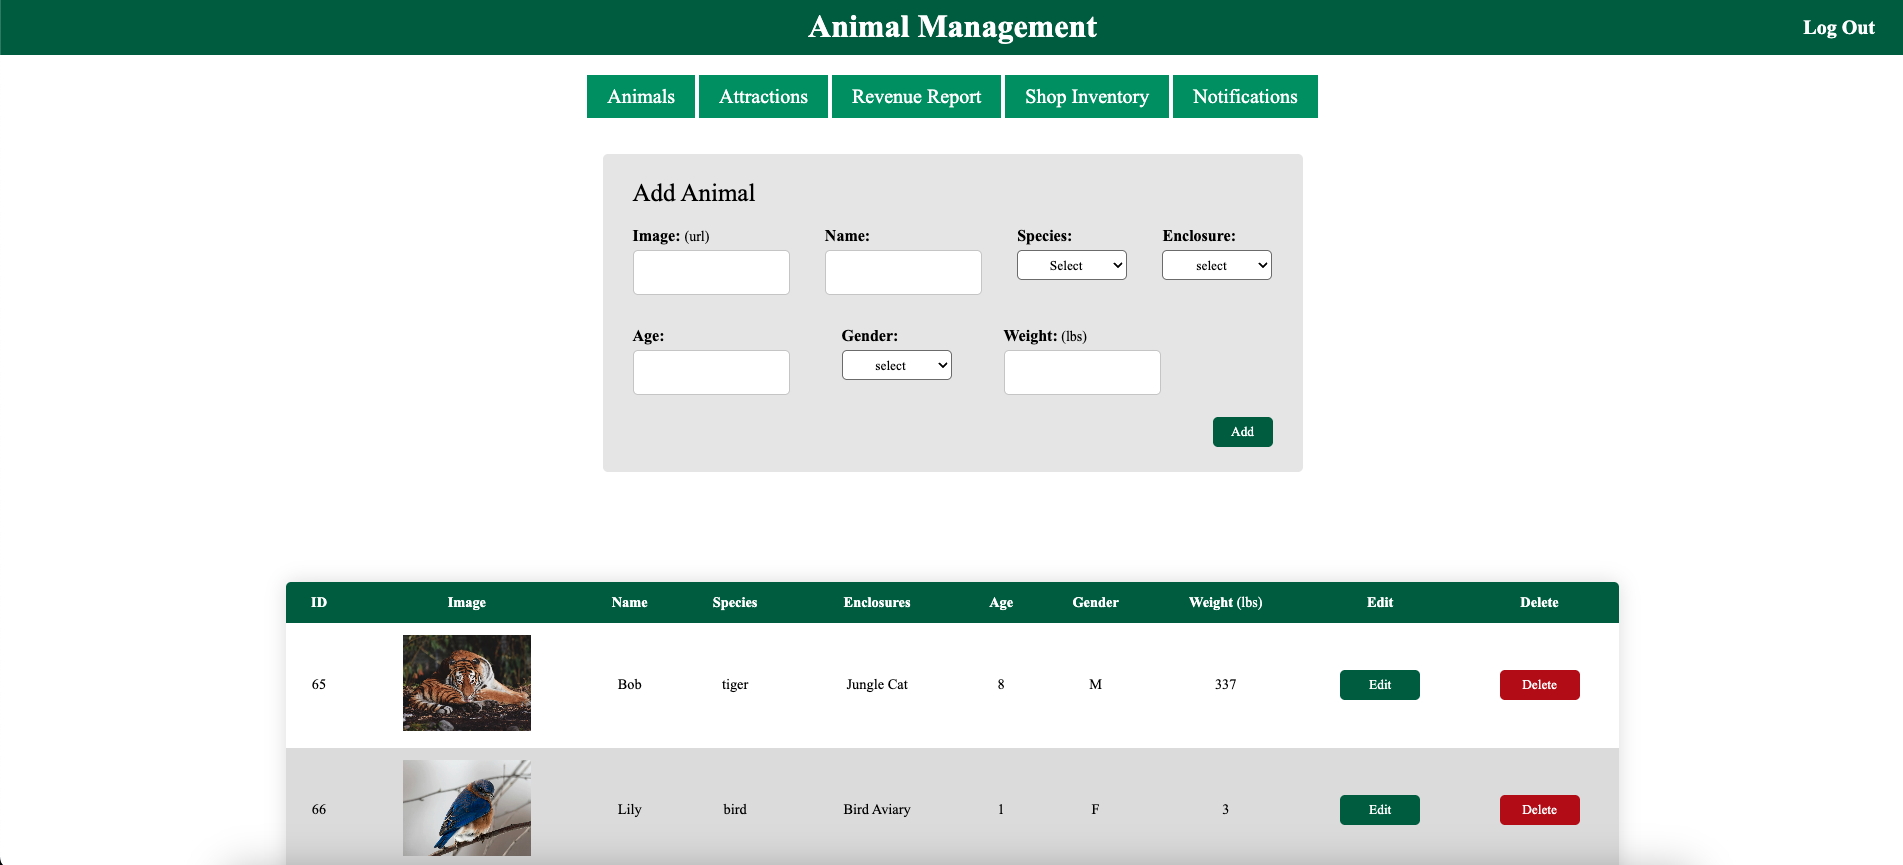 Animal Management
Log Out
Animals Attractions Revenue Report Shop Inventory Notifications
Add Animal
Image: (url) Name: Species: Enclosure:
Select select
Age: Gender: Weight: (lbs)
select
Add
ID Image Name Species Enclosures Age Gender Weight (lbs) Edit Delete
65 Bob tiger Jungle Cat 8 M 337 Edit Delete
66 Lily bird Bird Aviary 1 F 3 Edit Delete